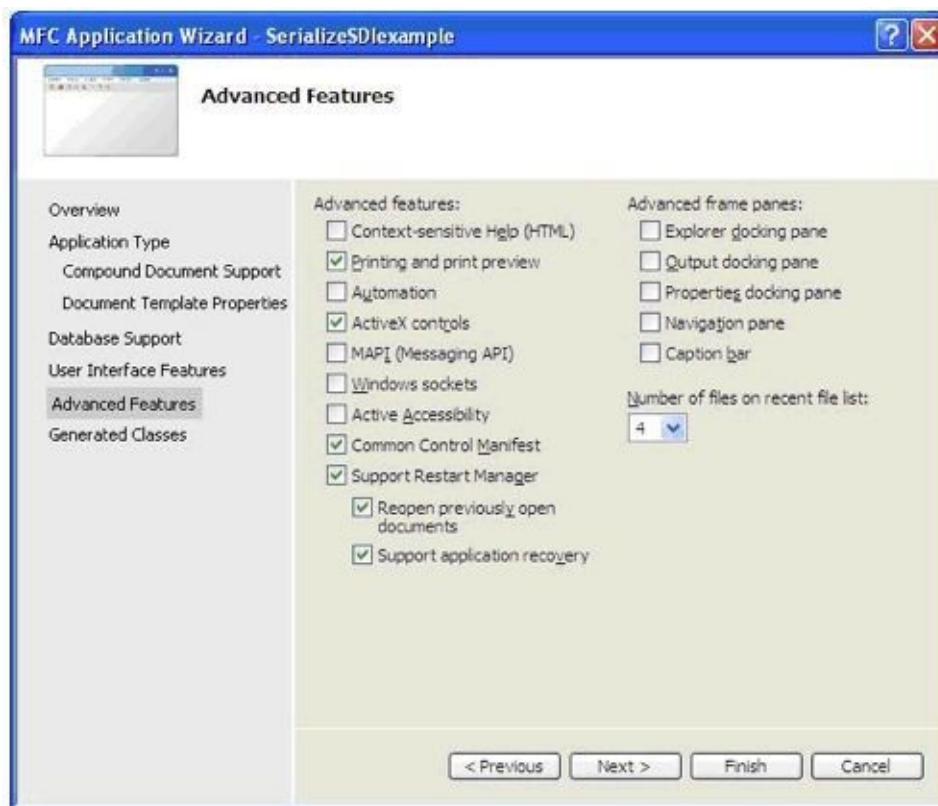 MFC Application Wizard - SerializeSDIexample
Advanced Features
Overview
Application Type
Compound Document Support
Document Template Properties
Database Support
User Interface Features
Advanced Features
Generated Classes
Advanced features:
Context-sensitive Help (HTML)
Printing and print preview
Automation
ActiveX controls
MAPI (Messaging API)
Windows sockets
Active Accessibility
Common Control Manifest
Support Restart Manager
Reopen previously open
documents
Support application recovery
Advanced frame panes:
Explorer docking pane
Output docking pane
Properties docking pane
Navigation pane
Caption bar
Number of files on recent file list:
4
< Previous
Next >
Finish
Cancel